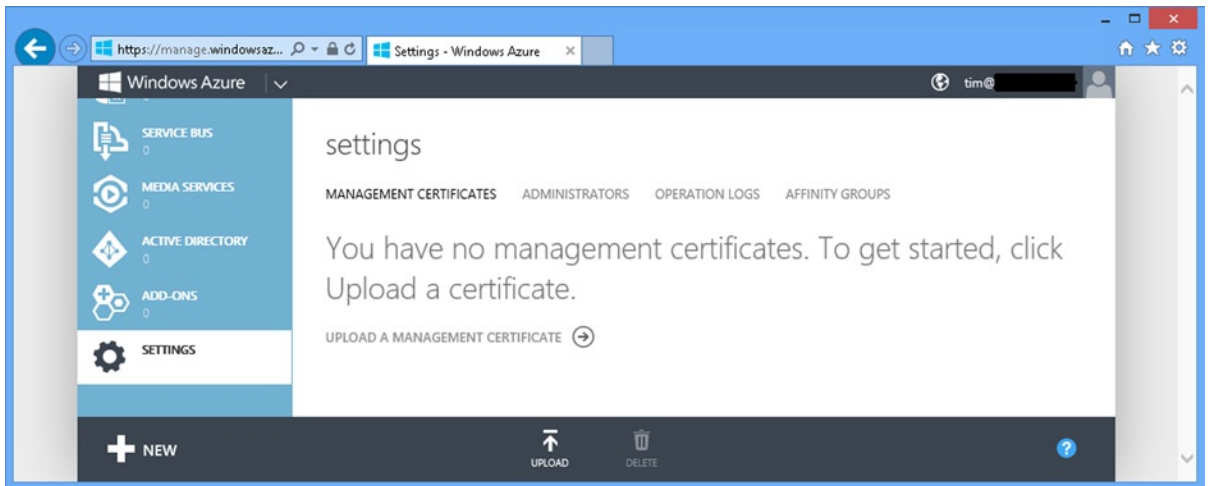 https://manage.windowsaz...
Settings - Windows Azure
Windows Azure
tim@
0
SERVICE BUS
0
MEDIA SERVICES
0
ACTIVE DIRECTORY
0
ADD-ONS
0
SETTINGS
settings
MANAGEMENT CERTIFICATES ADMINISTRATORS OPERATION LOGS AFFINITY GROUPS
You have no management certificates. To get started, click
Upload a certificate.
UPLOAD A MANAGEMENT CERTIFICATE
NEW
UPLOAD
DELETE
?